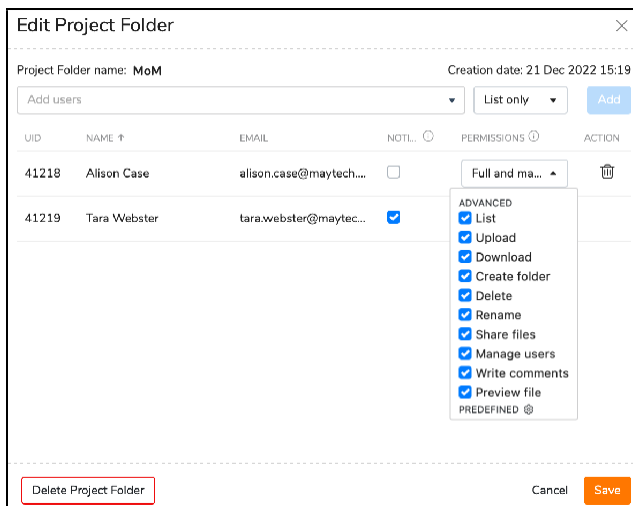 Edit Project Folder
Project Folder name: MoM Creation date: 21 Dec 2022 15:19
Add users List only Add
UID NAME EMAIL NOTI... PERMISSIONS ACTION
41218 Alison Case alison.case@maytech.... Full and ma...
41219 Tara Webster tara.webster@maytec...
ADVANCED
List
Upload
Download
Create folder
Delete
Rename
Share files
Manage users
Write comments
Preview file
PREDEFINED
Delete Project Folder Cancel Save